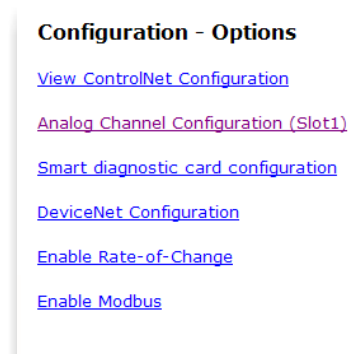 Configuration - Options
View ControlNet Configuration
Analog Channel Configuration (Slot1)
Smart diagnostic card configuration
DeviceNet Configuration
Enable Rate-of-Change
Enable Modbus